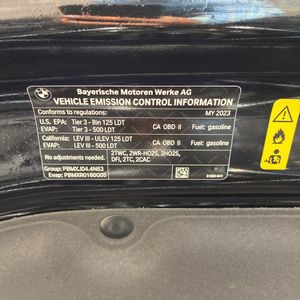 Bayerische Motoren Werke AG
VEHICLE EMISSION CONTROL INFORMATION
Conforms to regulations: MY 2023
U.S. EPA: Tier 3 - Bin 125 LDT
EVAP: Tier 3 - 500 LDT CA OBD II Fuel: gasoline
California: LEV III - ULEV 125 LDT
EVAP: LEV III - 500 LDT CA OBD II Fuel: gasoline
No adjustments needed. 2TWC, 2WR-HO2S, 2HO2S,
DFI, 2TC, 2CAC
Group: PBMXJ04.4N63
Evap: PBMXR0180G05